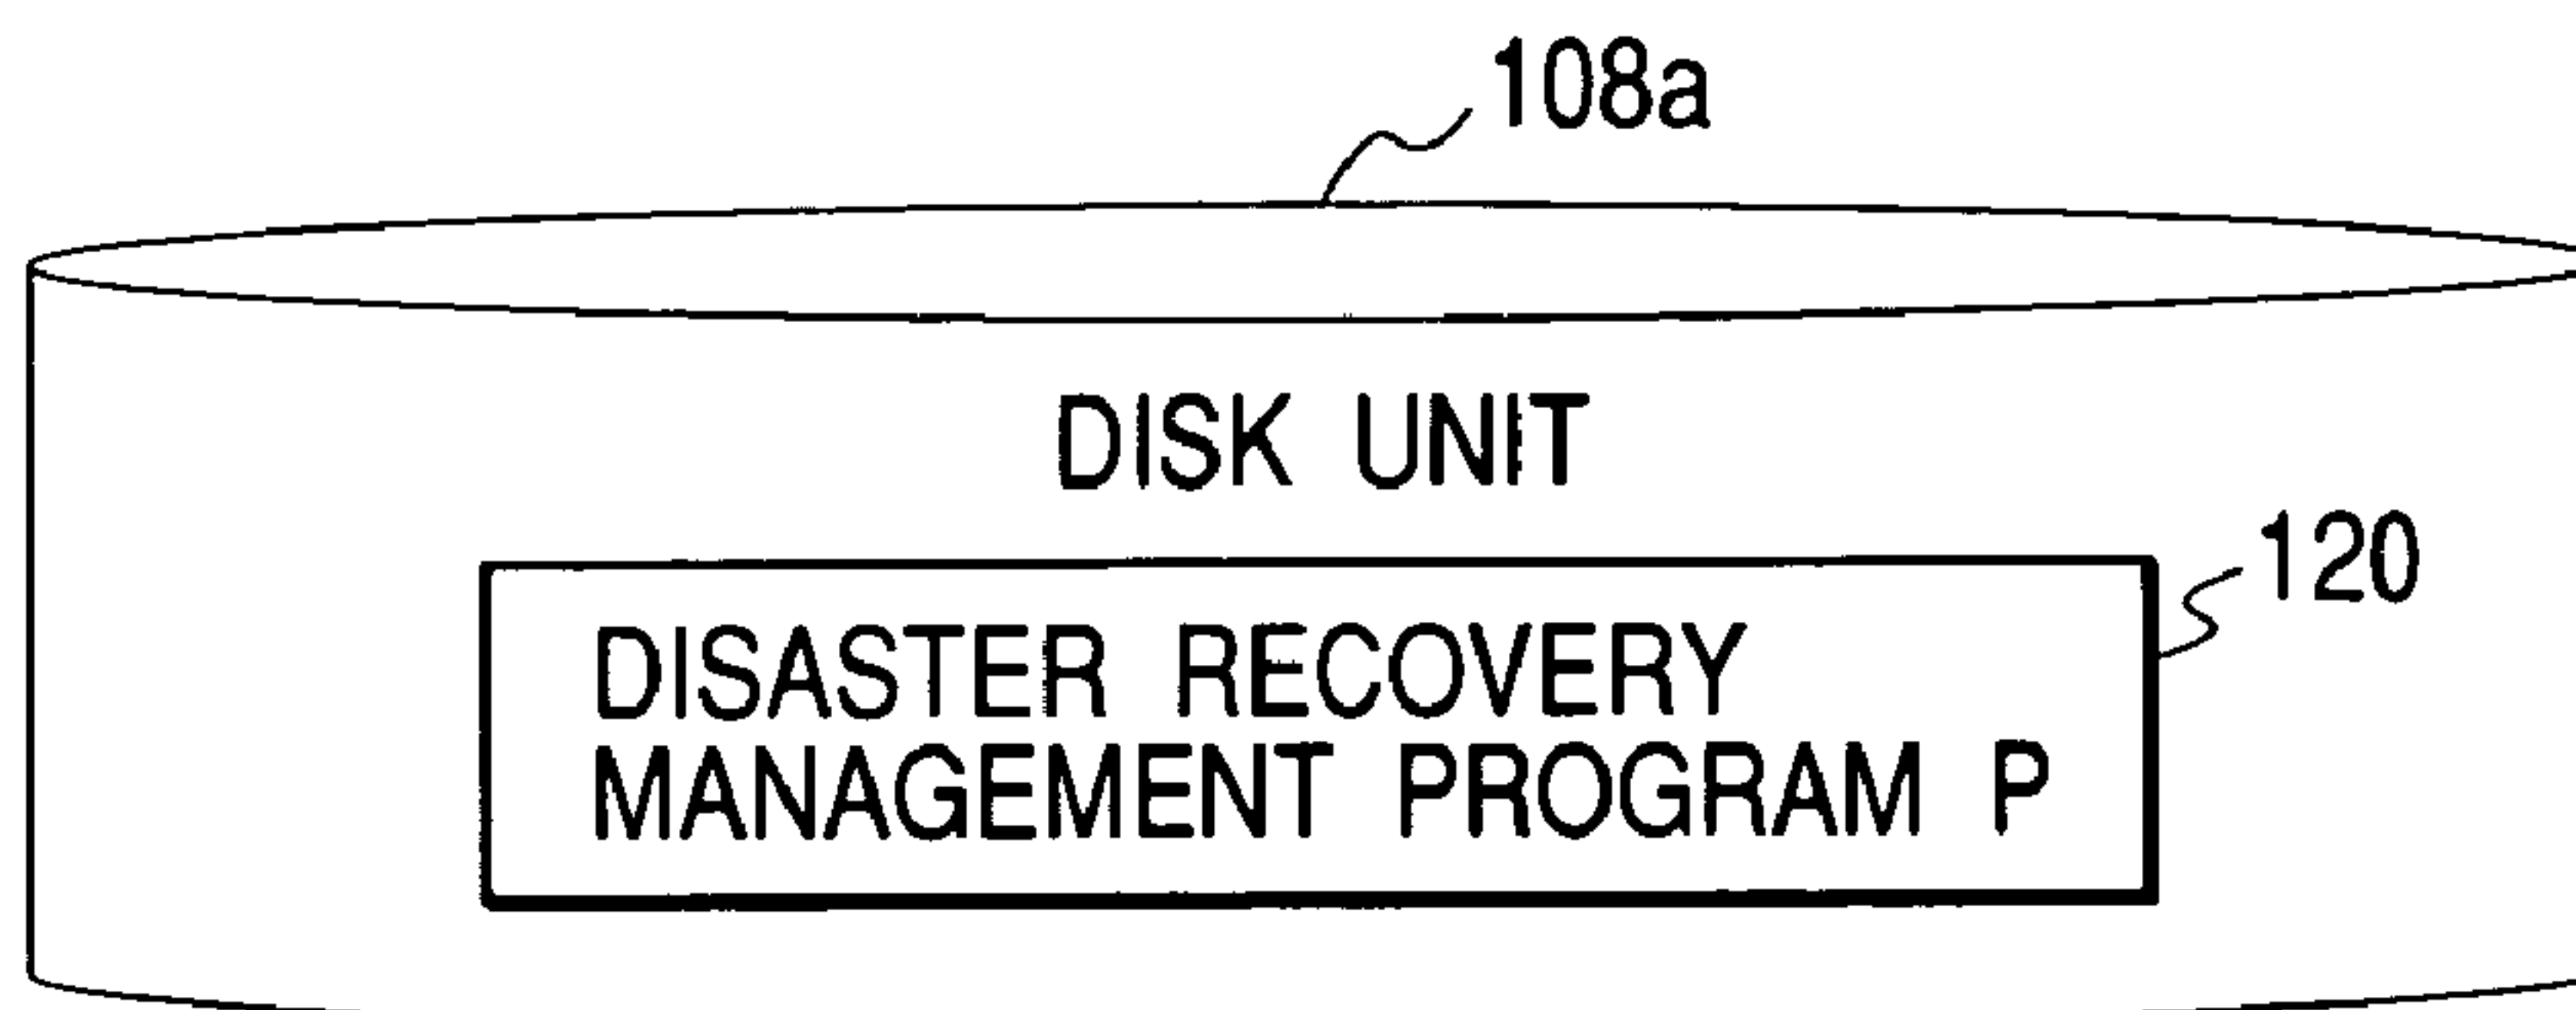 108a
DISK UNIT
120
DISASTER RECOVERY
MANAGEMENT PROGRAM P